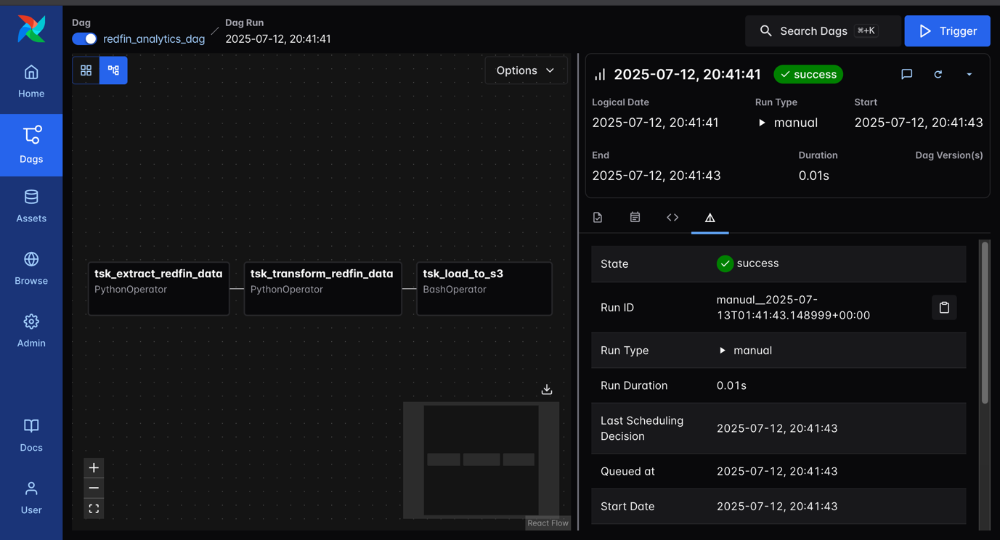 Dag
redfin_analytics_dag
Dag Run
2025-07-12, 20:41:41
Search Dags ⌘+K
Trigger
Home
Dags
Assets
Browse
Admin
Docs
User
Options
tsk_extract_redfin_data
PythonOperator
tsk_transform_redfin_data
PythonOperator
tsk_load_to_s3
BashOperator
React Flow
2025-07-12, 20:41:41 success
Logical Date
2025-07-12, 20:41:41
Run Type
manual
Start
2025-07-12, 20:41:43
End
2025-07-12, 20:41:43
Duration
0.01s
Dag Version(s)
State success
Run ID
manual__2025-07-
13T01:41:43.148999+00:00
Run Type manual
Run Duration 0.01s
Last Scheduling
Decision
2025-07-12, 20:41:43
Queued at 2025-07-12, 20:41:43
Start Date 2025-07-12, 20:41:43